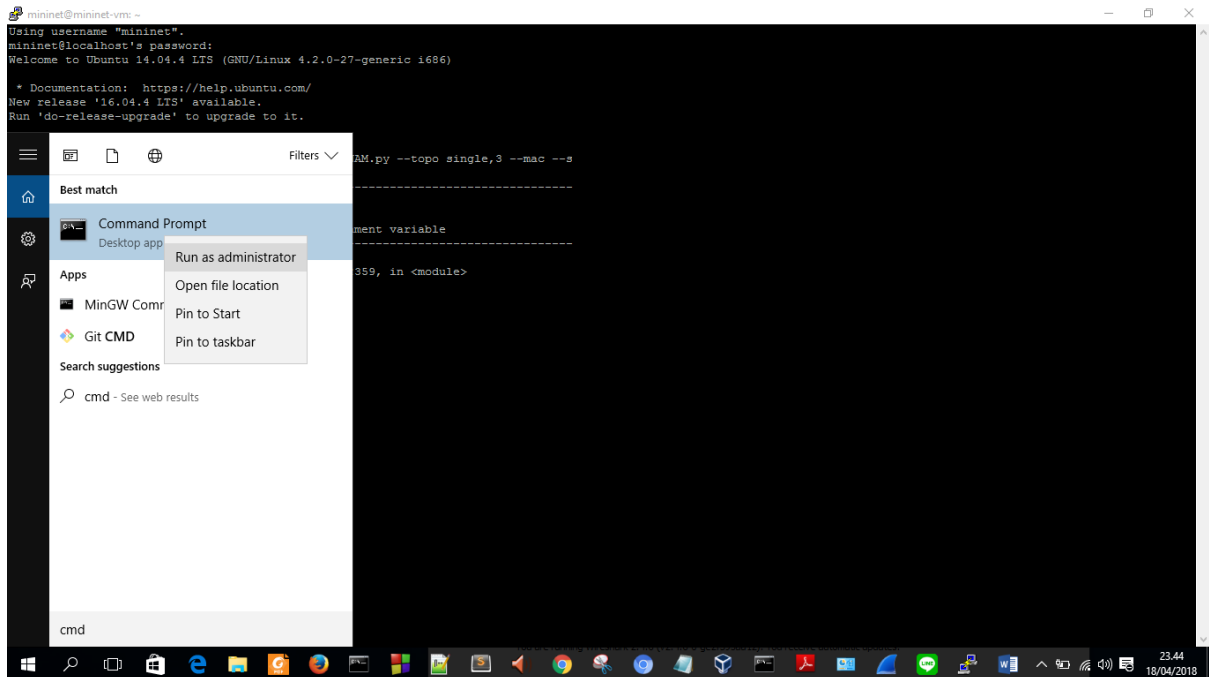 mininet@mininet-vm: ~
Using username "mininet".
mininet@localhost's password:
Welcome to Ubuntu 14.04.4 LTS (GNU/Linux 4.2.0-27-generic i686)
* Documentation: https://help.ubuntu.com/
New release '16.04.4 LTS' available.
Run 'do-release-upgrade' to upgrade to it.
Filters
AM.py --topo single,3 --mac --s
--------------------------------
Best match
Command Prompt
Desktop app
ment variable
--------------------------------
Run as administrator
359, in <module>
Apps
Open file location
MinGW Comm
Pin to Start
Git CMD
Pin to taskbar
Search suggestions
cmd - See web results
cmd
23.44
18/04/2018